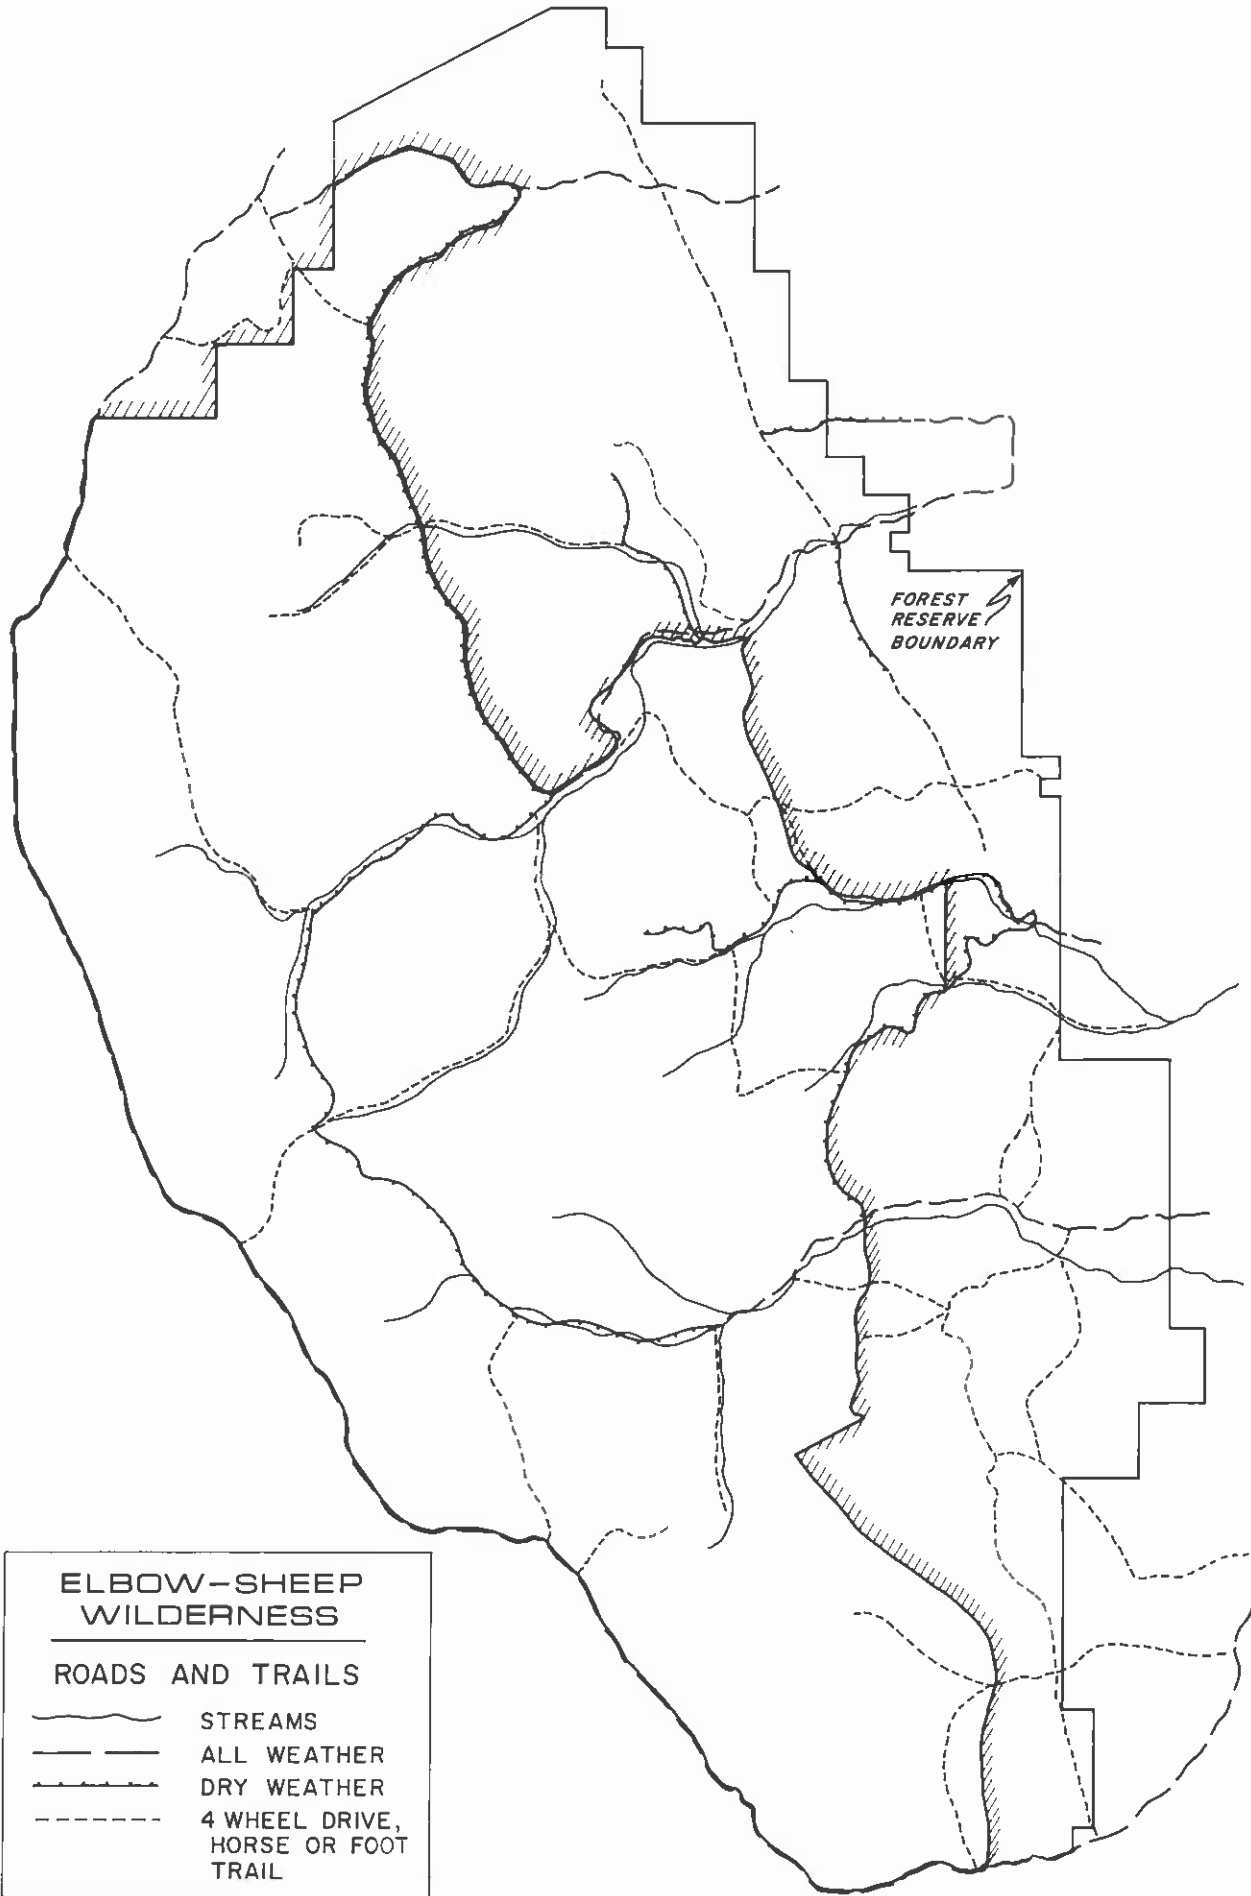 FOREST
RESERVE
BOUNDARY
ELBOW-SHEEP
WILDERNESS
ROADS AND TRAILS
STREAMS
ALL WEATHER
DRY WEATHER
4 WHEEL DRIVE,
HORSE OR FOOT
TRAIL